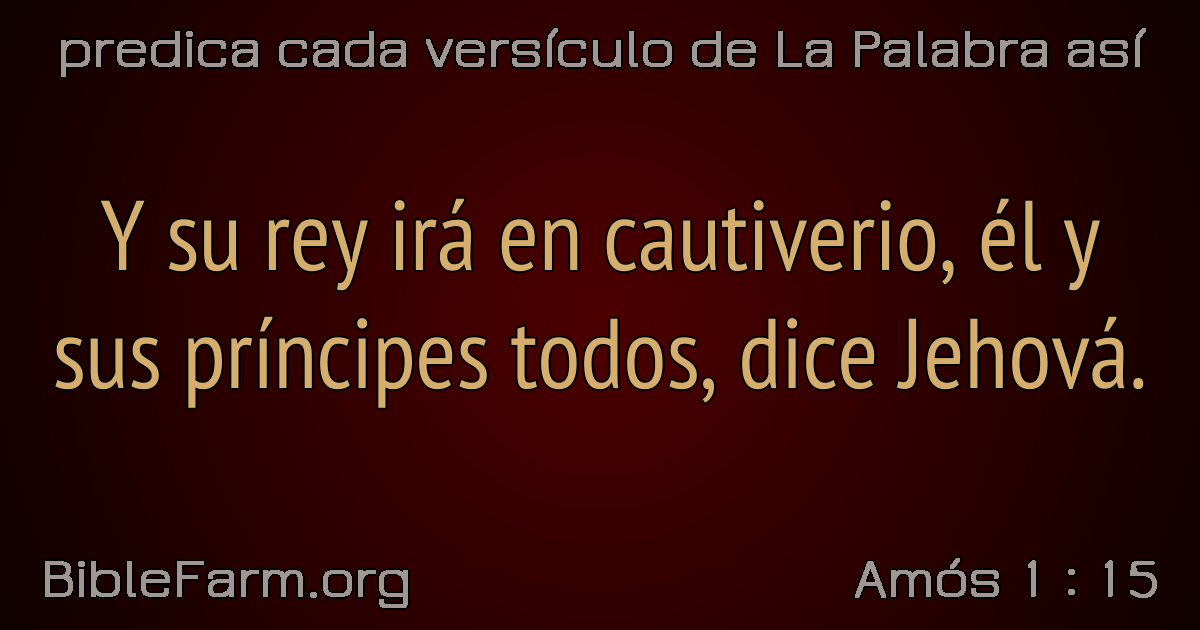 predica cada versículo de La Palabra así
Y su rey irá en cautiverio, él y
sus príncipes todos, dice Jehová.
BibleFarm.org
Amós 1 : 15